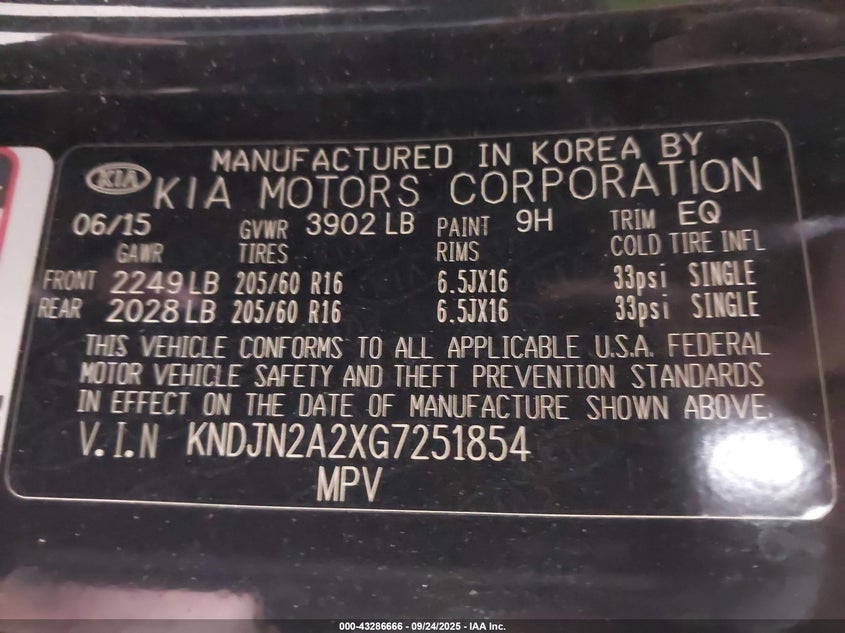 MANUFACTURED IN KOREA BY
KIA KIA MOTORS CORPORATION
06/15 GVWR 3902 LB PAINT 9H TRIM EQ
GAWR TIRES RIMS COLD TIRE INFL
FRONT 2249 LB 205/60 R16 6.5JX16 33psi SINGLE
REAR 2028 LB 205/60 R16 6.5JX16 33psi SINGLE
THIS VEHICLE CONFORMS TO ALL APPLICABLE U.S.A. FEDERAL
MOTOR VEHICLE SAFETY AND THEFT PREVENTION STANDARDS
IN EFFECT ON THE DATE OF MANUFACTURE SHOWN ABOVE.
V.I.N KNDJN2A2XG7251854
MPV
000-43286666 - 09/24/2025 - IAA Inc.